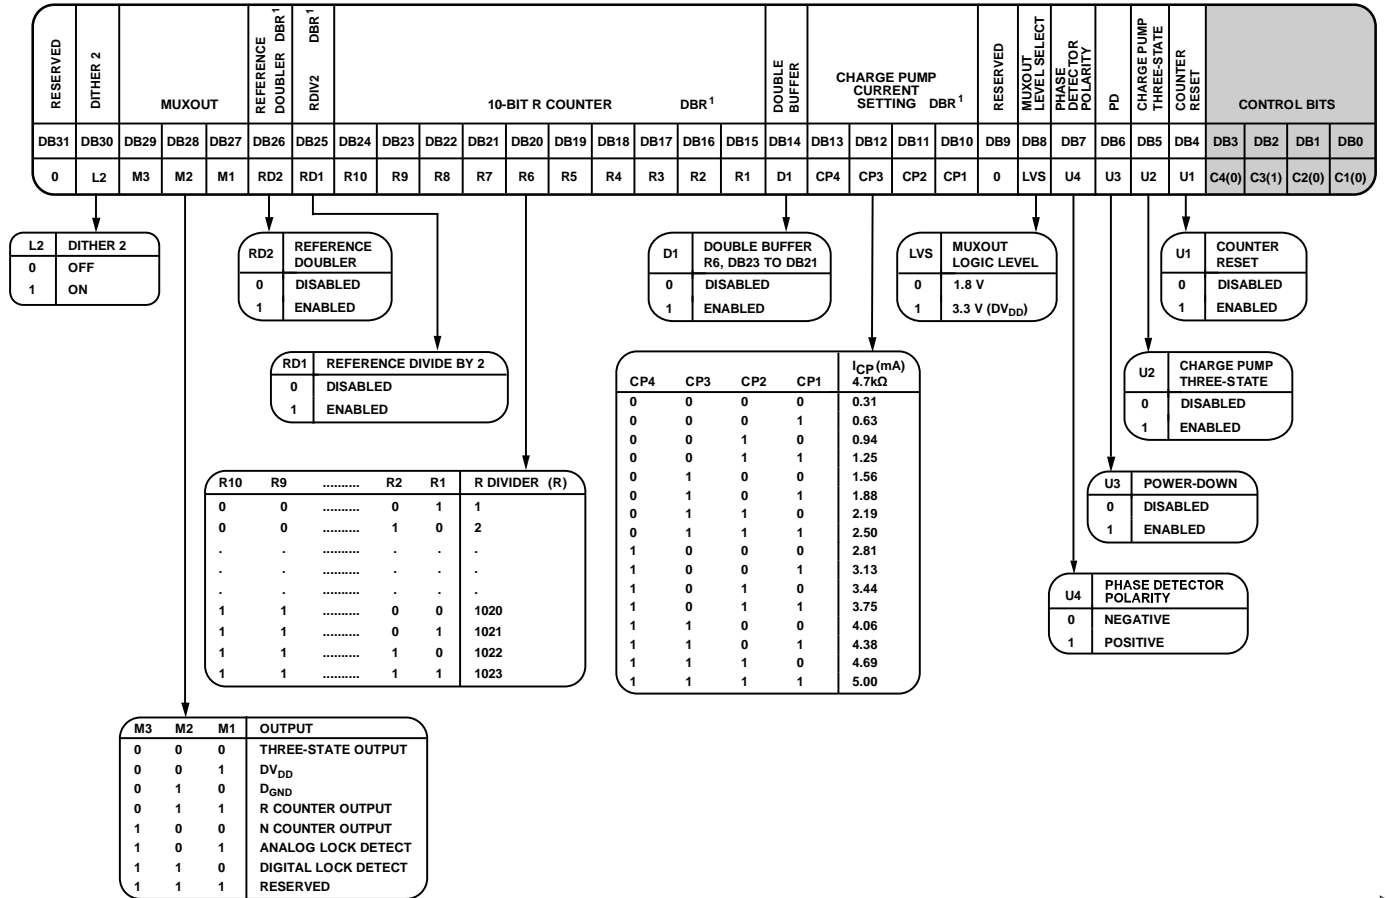 RESERVED
DITHER 2
MUXOUT
REFERENCE DOUBLER DBR1
RDIV2 DBR1
10-BIT R COUNTER DBR1
DOUBLE BUFFER
CHARGE PUMP CURRENT SETTING DBR1
RESERVED
MUXOUT LEVEL SELECT
PHASE DETECTOR POLARITY
PD
CHARGE PUMP THREE-STATE
COUNTER RESET
CONTROL BITS
DB31 DB30 DB29 DB28 DB27 DB26 DB25 DB24 DB23 DB22 DB21 DB20 DB19 DB18 DB17 DB16 DB15 DB14 DB13 DB12 DB11 DB10 DB9 DB8 DB7 DB6 DB5 DB4 DB3 DB2 DB1 DB0
0 L2 M3 M2 M1 RD2 RD1 R10 R9 R8 R7 R6 R5 R4 R3 R2 R1 D1 CP4 CP3 CP2 CP1 0 LVS U4 U3 U2 U1 C4(0) C3(1) C2(0) C1(0)
L2 DITHER 2
0 OFF
1 ON
RD2 REFERENCE DOUBLER
0 DISABLED
1 ENABLED
RD1 REFERENCE DIVIDE BY 2
0 DISABLED
1 ENABLED
D1 DOUBLE BUFFER R6, DB23 TO DB21
0 DISABLED
1 ENABLED
LVS MUXOUT LOGIC LEVEL
0 1.8 V
1 3.3 V (DVDD)
U1 COUNTER RESET
0 DISABLED
1 ENABLED
U2 CHARGE PUMP THREE-STATE
0 DISABLED
1 ENABLED
U3 POWER-DOWN
0 DISABLED
1 ENABLED
U4 PHASE DETECTOR POLARITY
0 NEGATIVE
1 POSITIVE
CP4 CP3 CP2 CP1 ICP (mA) 4.7kΩ
0 0 0 0 0.31
0 0 0 1 0.63
0 0 1 0 0.94
0 0 1 1 1.25
0 1 0 0 1.56
0 1 0 1 1.88
0 1 1 0 2.19
0 1 1 1 2.50
1 0 0 0 2.81
1 0 0 1 3.13
1 0 1 0 3.44
1 0 1 1 3.75
1 1 0 0 4.06
1 1 0 1 4.38
1 1 1 0 4.69
1 1 1 1 5.00
R10 R9 .......... R2 R1 R DIVIDER (R)
0 0 .......... 0 1 1
0 0 .......... 1 0 2
. . .......... . . .
. . .......... . . .
. . .......... . . .
1 1 .......... 0 0 1020
1 1 .......... 0 1 1021
1 1 .......... 1 0 1022
1 1 .......... 1 1 1023
M3 M2 M1 OUTPUT
0 0 0 THREE-STATE OUTPUT
0 0 1 DVDD
0 1 0 DGND
0 1 1 R COUNTER OUTPUT
1 0 0 N COUNTER OUTPUT
1 0 1 ANALOG LOCK DETECT
1 1 0 DIGITAL LOCK DETECT
1 1 1 RESERVED